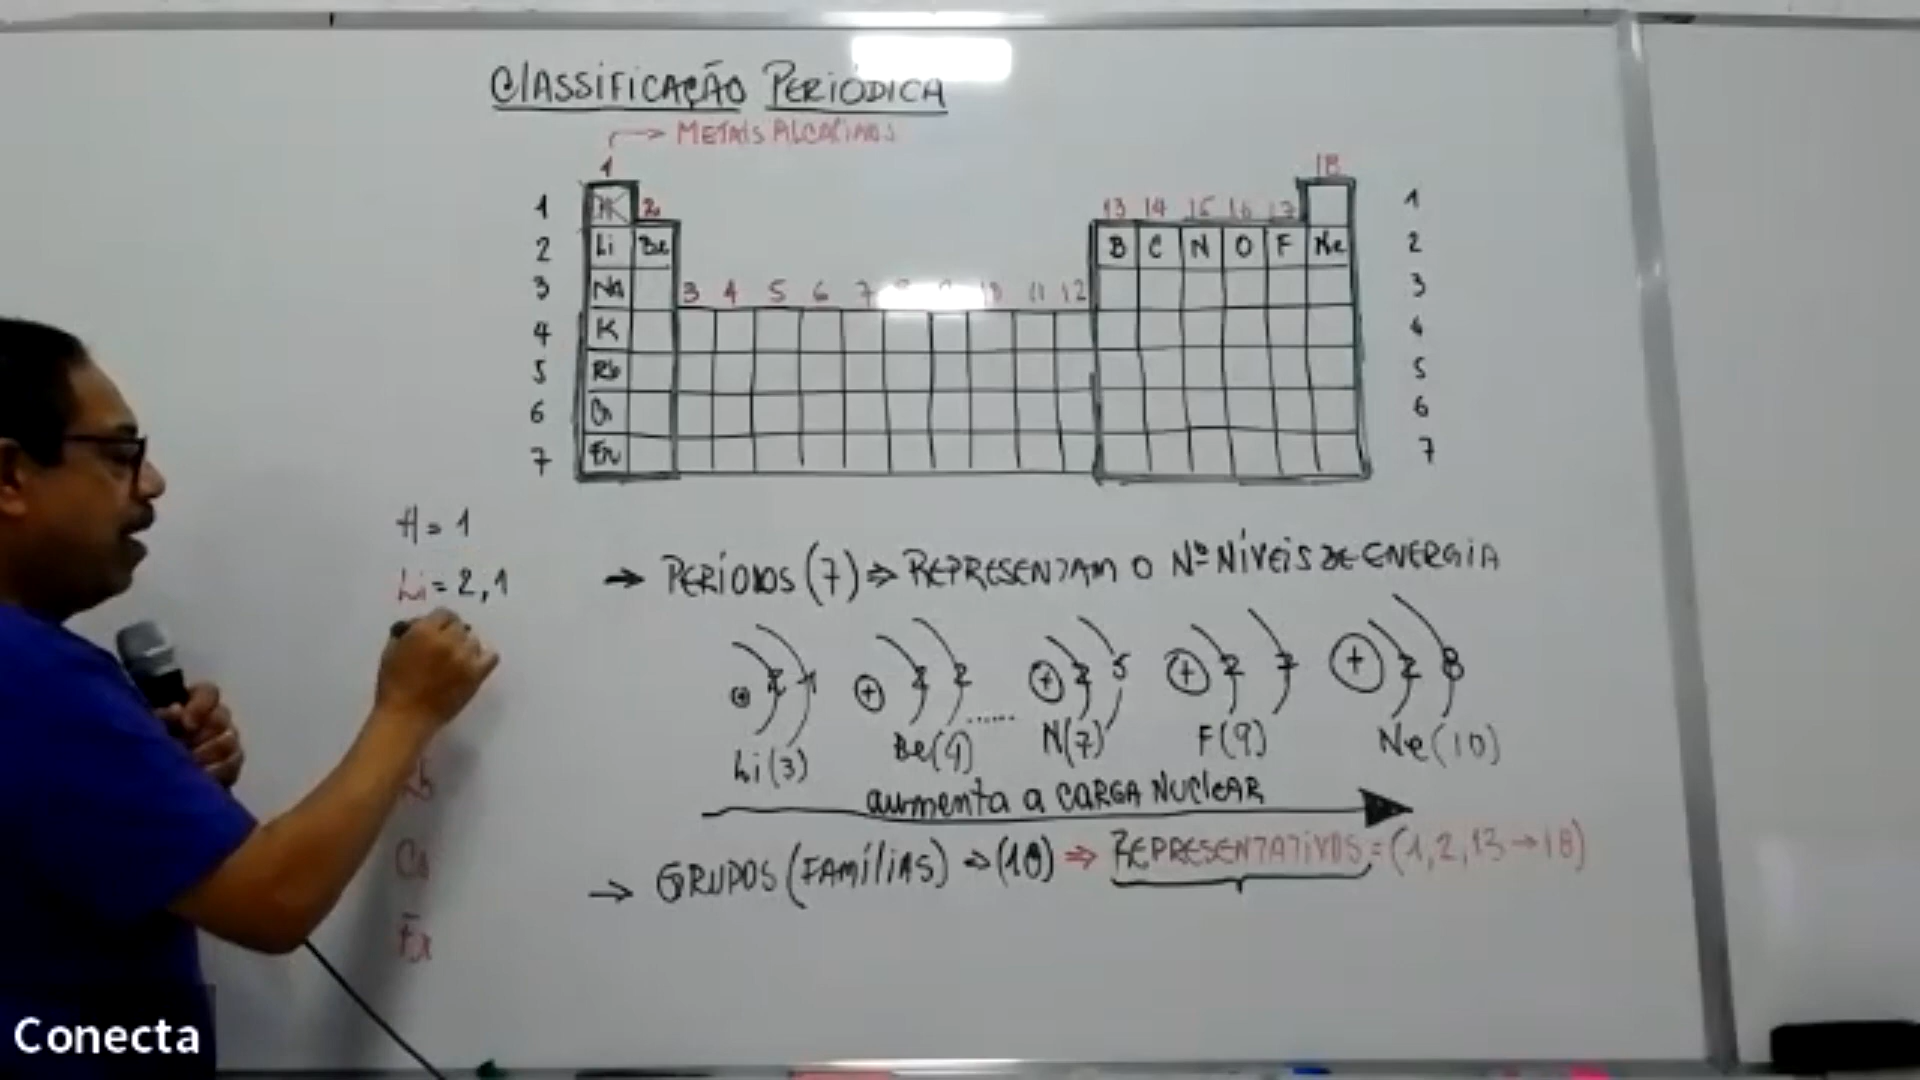 CLASSIFICAÇÃO PERIÓDICA
→ METAIS ALCALINOS
1 18
1 H 2 13 14 15 16 17 1
2 Li Be B C N O F Ne 2
3 Na 3 4 5 6 7 10 11 12 3
4 K 4
5 Rb 5
6 Cs 6
7 Fr 7
H = 1
Li = 2, 1
→ PERÍODOS (7) ⇒ REPRESENTAM O Nº NÍVEIS DE ENERGIA
+ 2 1 + 2 2 ...... + 2 5 + 2 7 + 2 8
Li(3) Be(4) N(7) F(9) Ne(10)
aumenta a CARGA NUCLEAR
Rb
Cs
Fr
→ GRUPOS (FAMÍLIAS) ⇒ (18) ⇒ REPRESENTATIVOS = (1, 2, 13 → 18)
Conecta